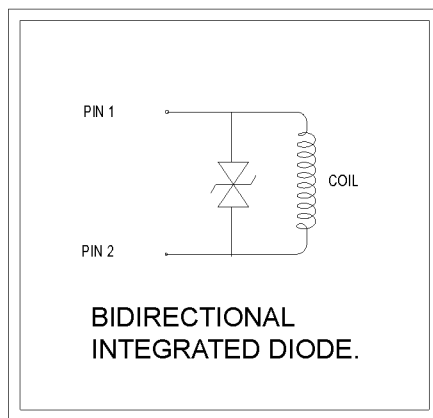 PIN 1
COIL
PIN 2
BIDIRECTIONAL
INTEGRATED DIODE.